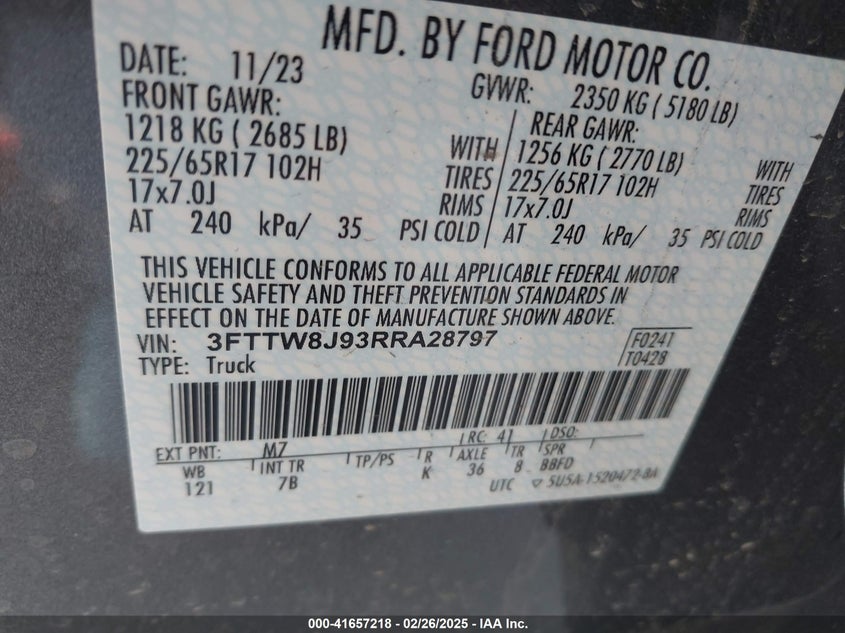 MFD. BY FORD MOTOR CO.
DATE: 11/23
GVWR: 2350 KG ( 5180 LB)
FRONT GAWR:
1218 KG ( 2685 LB) WITH
225/65R17 102H TIRES
17x7.0J RIMS
AT 240 kPa/ 35 PSI COLD
REAR GAWR:
1256 KG ( 2770 LB) WITH
225/65R17 102H TIRES
17x7.0J RIMS
AT 240 kPa/ 35 PSI COLD
THIS VEHICLE CONFORMS TO ALL APPLICABLE FEDERAL MOTOR
VEHICLE SAFETY AND THEFT PREVENTION STANDARDS IN
EFFECT ON THE DATE OF MANUFACTURE SHOWN ABOVE.
VIN: 3FTTW8J93RRA28797
F0241
TYPE: Truck
T0428
EXT PNT: M7 RC: 41 DSO:
WB INT TR TP/PS R AXLE TR SPR
121 7B K 36 8 BBFD
UTC ▽ 5U5A-1520472-BA
000-41657218 - 02/26/2025 - IAA Inc.